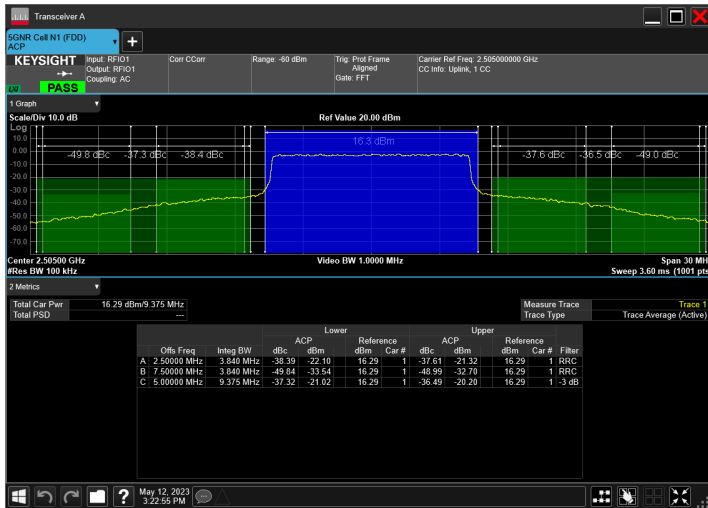 Transceiver A
5GNR Cell N1 (FDD)
ACP
KEYSIGHT
LXI
PASS
Input: RFIO1
Output: RFIO1
Coupling: AC
Corr CCorr
Range: -60 dBm
Trig: Prot Frame
Aligned
Gate: FFT
Carrier Ref Freq: 2.505000000 GHz
CC Info: Uplink, 1 CC
1 Graph
Scale/Div 10.0 dB
Ref Value 20.00 dBm
Log
10.0
0.00
-10.0
-20.0
-30.0
-40.0
-50.0
-60.0
-70.0
16.3 dBm
-49.8 dBc
-37.3 dBc
-38.4 dBc
-37.6 dBc
-36.5 dBc
-49.0 dBc
Center 2.50500 GHz
#Res BW 100 kHz
Video BW 1.0000 MHz
Span 30 MH
Sweep 3.60 ms (1001 pts
2 Metrics
Total Car Pwr 16.29 dBm/9.375 MHz
Total PSD ---
Measure Trace Trace 1
Trace Type Trace Average (Active)
Lower Upper
ACP Reference ACP Reference
Offs Freq Integ BW dBc dBm dBm Car # dBc dBm dBm Car # Filter
A 2.50000 MHz 3.840 MHz -38.39 -22.10 16.29 1 -37.61 -21.32 16.29 1 RRC
B 7.50000 MHz 3.840 MHz -49.84 -33.54 16.29 1 -48.99 -32.70 16.29 1 RRC
C 5.00000 MHz 9.375 MHz -37.32 -21.02 16.29 1 -36.49 -20.20 16.29 1 -3 dB
May 12, 2023
3:22:55 PM